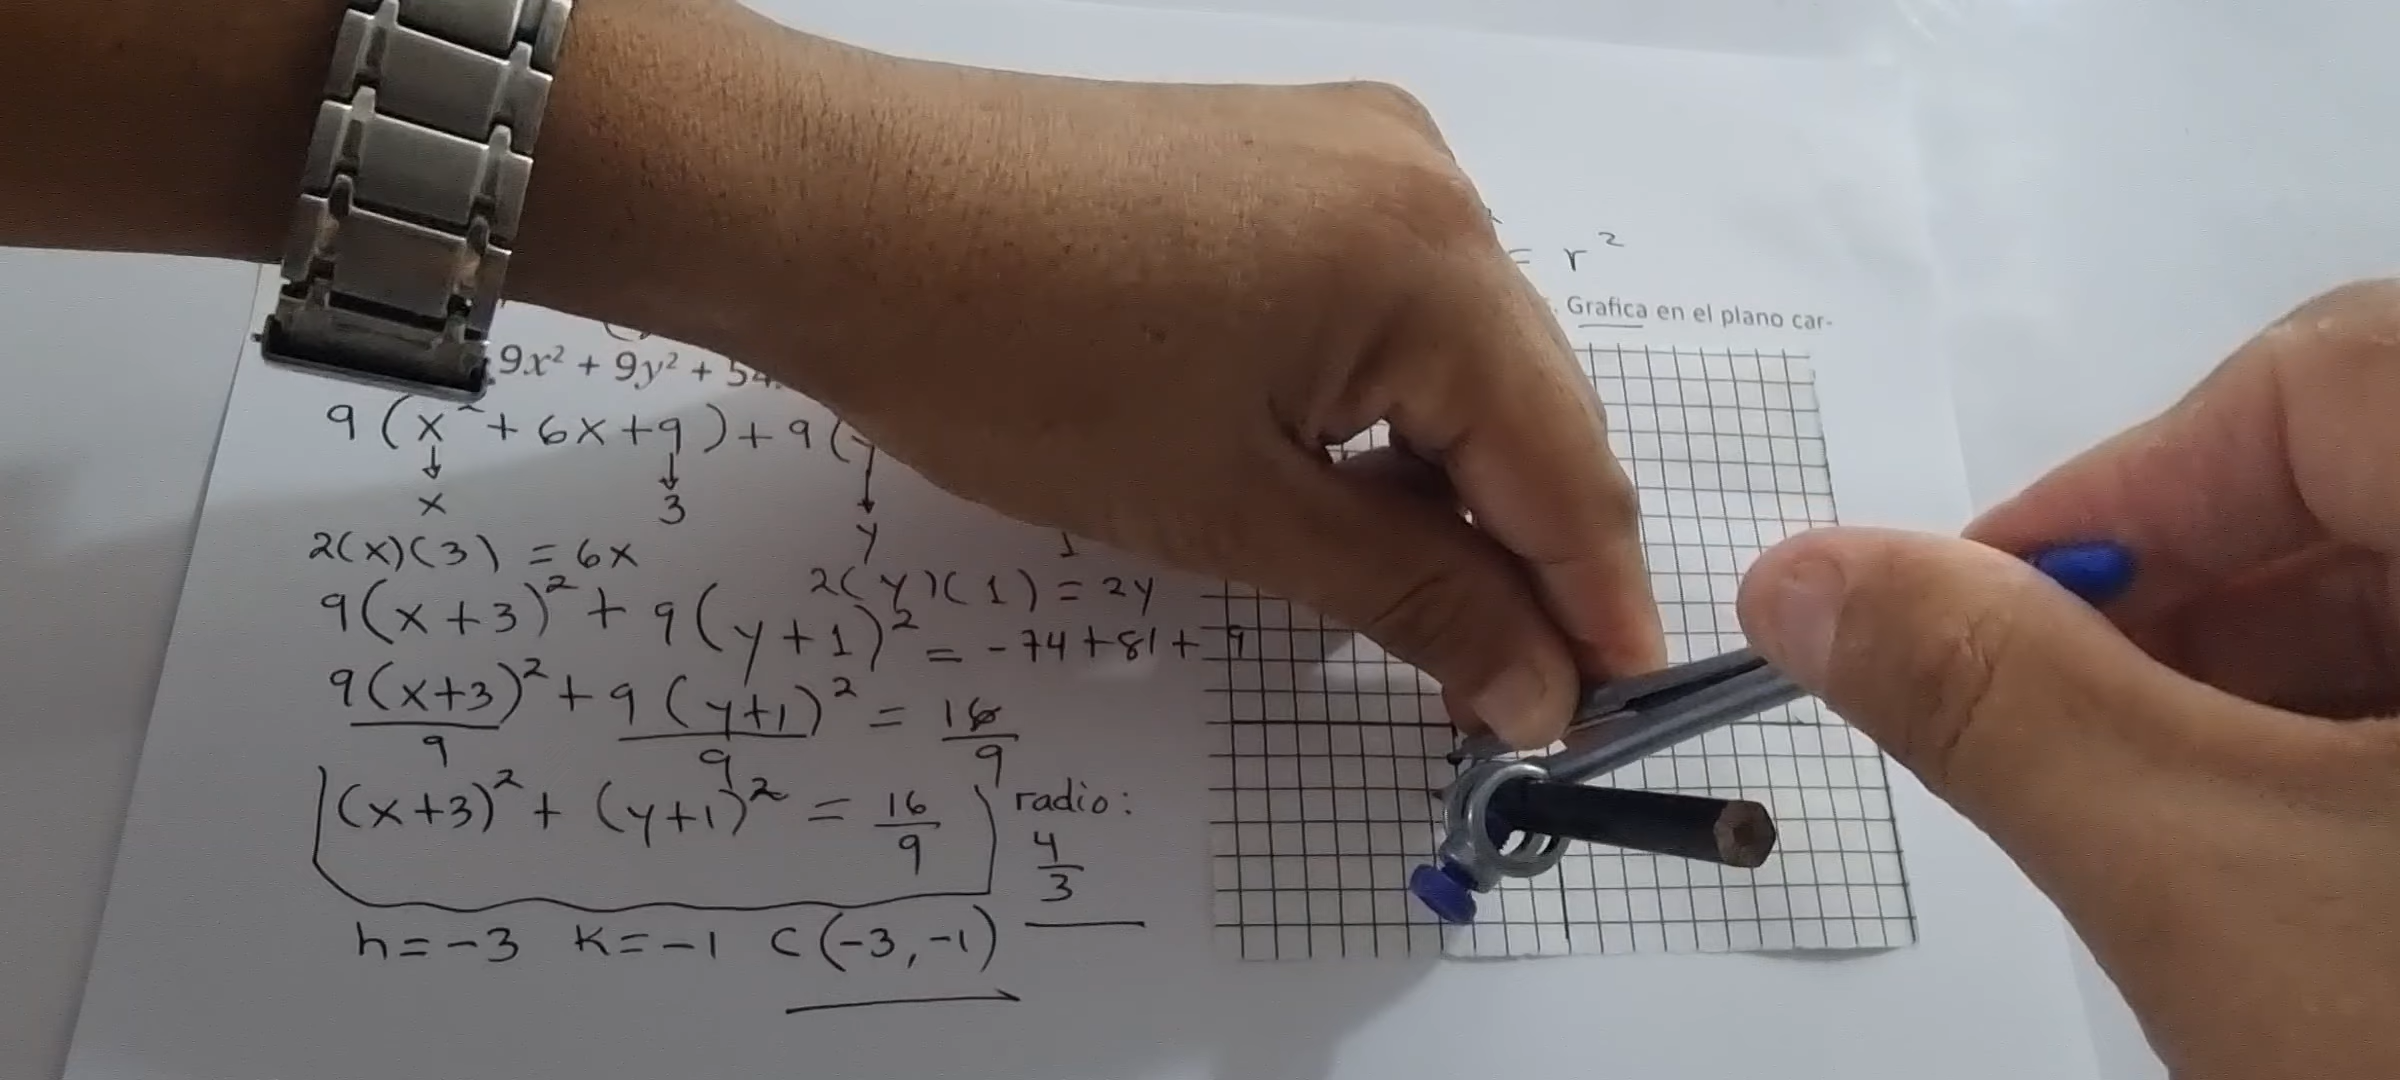 = r²
. Grafica en el plano car-
9x² + 9y² + 54
9(x² + 6x + 9) + 9(
x 3 y 1
2(x)(3) = 6x
2(y)(1) = 2y
9(x+3)² + 9(y+1)² = -74 + 81 + 9
9(x+3)²/9 + 9(y+1)²/9 = 16/9
(x+3)² + (y+1)² = 16/9
radio: 4/3
h = -3 K = -1 C(-3, -1)